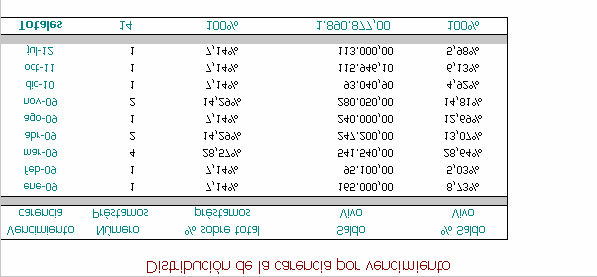 Distribución de la carencia por vencimiento
Vencimiento Número % sobre total Saldo % Saldo
carencia Préstamos préstamos Vivo Vivo
ene-09 1 7,14% 165.000,00 8,73%
feb-09 1 7,14% 95.100,00 5,03%
mar-09 4 28,57% 541.540,00 28,64%
abr-09 2 14,29% 247.200,00 13,07%
ago-09 1 7,14% 240.000,00 12,69%
nov-09 2 14,29% 280.050,00 14,81%
dic-10 1 7,14% 93.040,90 4,92%
oct-11 1 7,14% 115.946,10 6,13%
jul-12 1 7,14% 113.000,00 5,98%
Totales 14 100% 1.890.877,00 100%